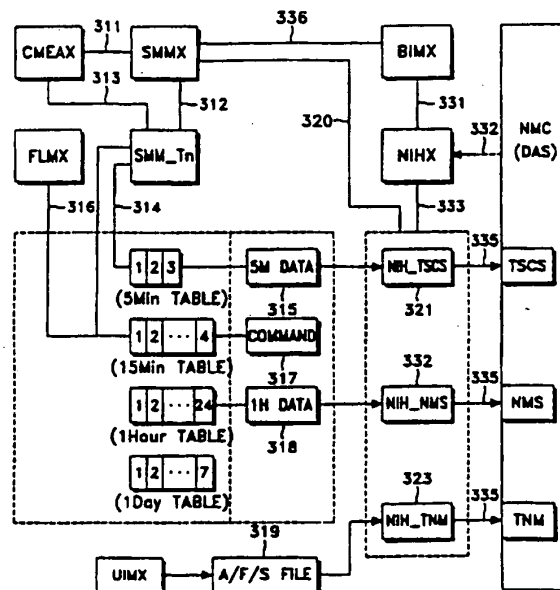 311
336
CMEAX
SMMX
BIMX
313
312
320
331
NMC
(DAS)
332
FLMX
SMM_Tn
NIHX
316
314
333
1 2 3
(5Min TABLE)
5M DATA
315
NIH_TSCS
321
335
TSCS
1 2 ··· 4
(15Min TABLE)
COMMAND
317
332
335
1 2 ··· 24
(1Hour TABLE)
1H DATA
318
NIH_NMS
NMS
1 2 ··· 7
(1Day TABLE)
323
335
NIH_TNM
TNM
319
UIMX
A/F/S FILE